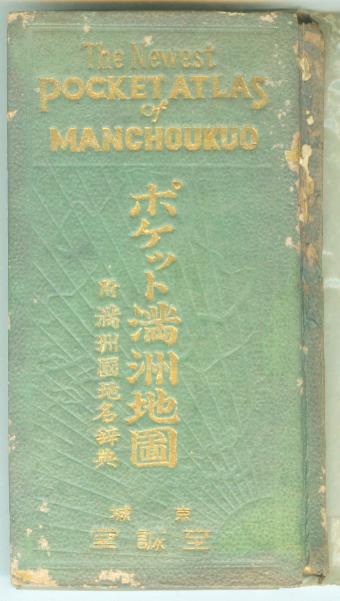 The Newest
POCKET ATLAS
of
MANCHOUKUO
ポケット満洲地圖
附 満洲國地名辞典
京城
至誠堂